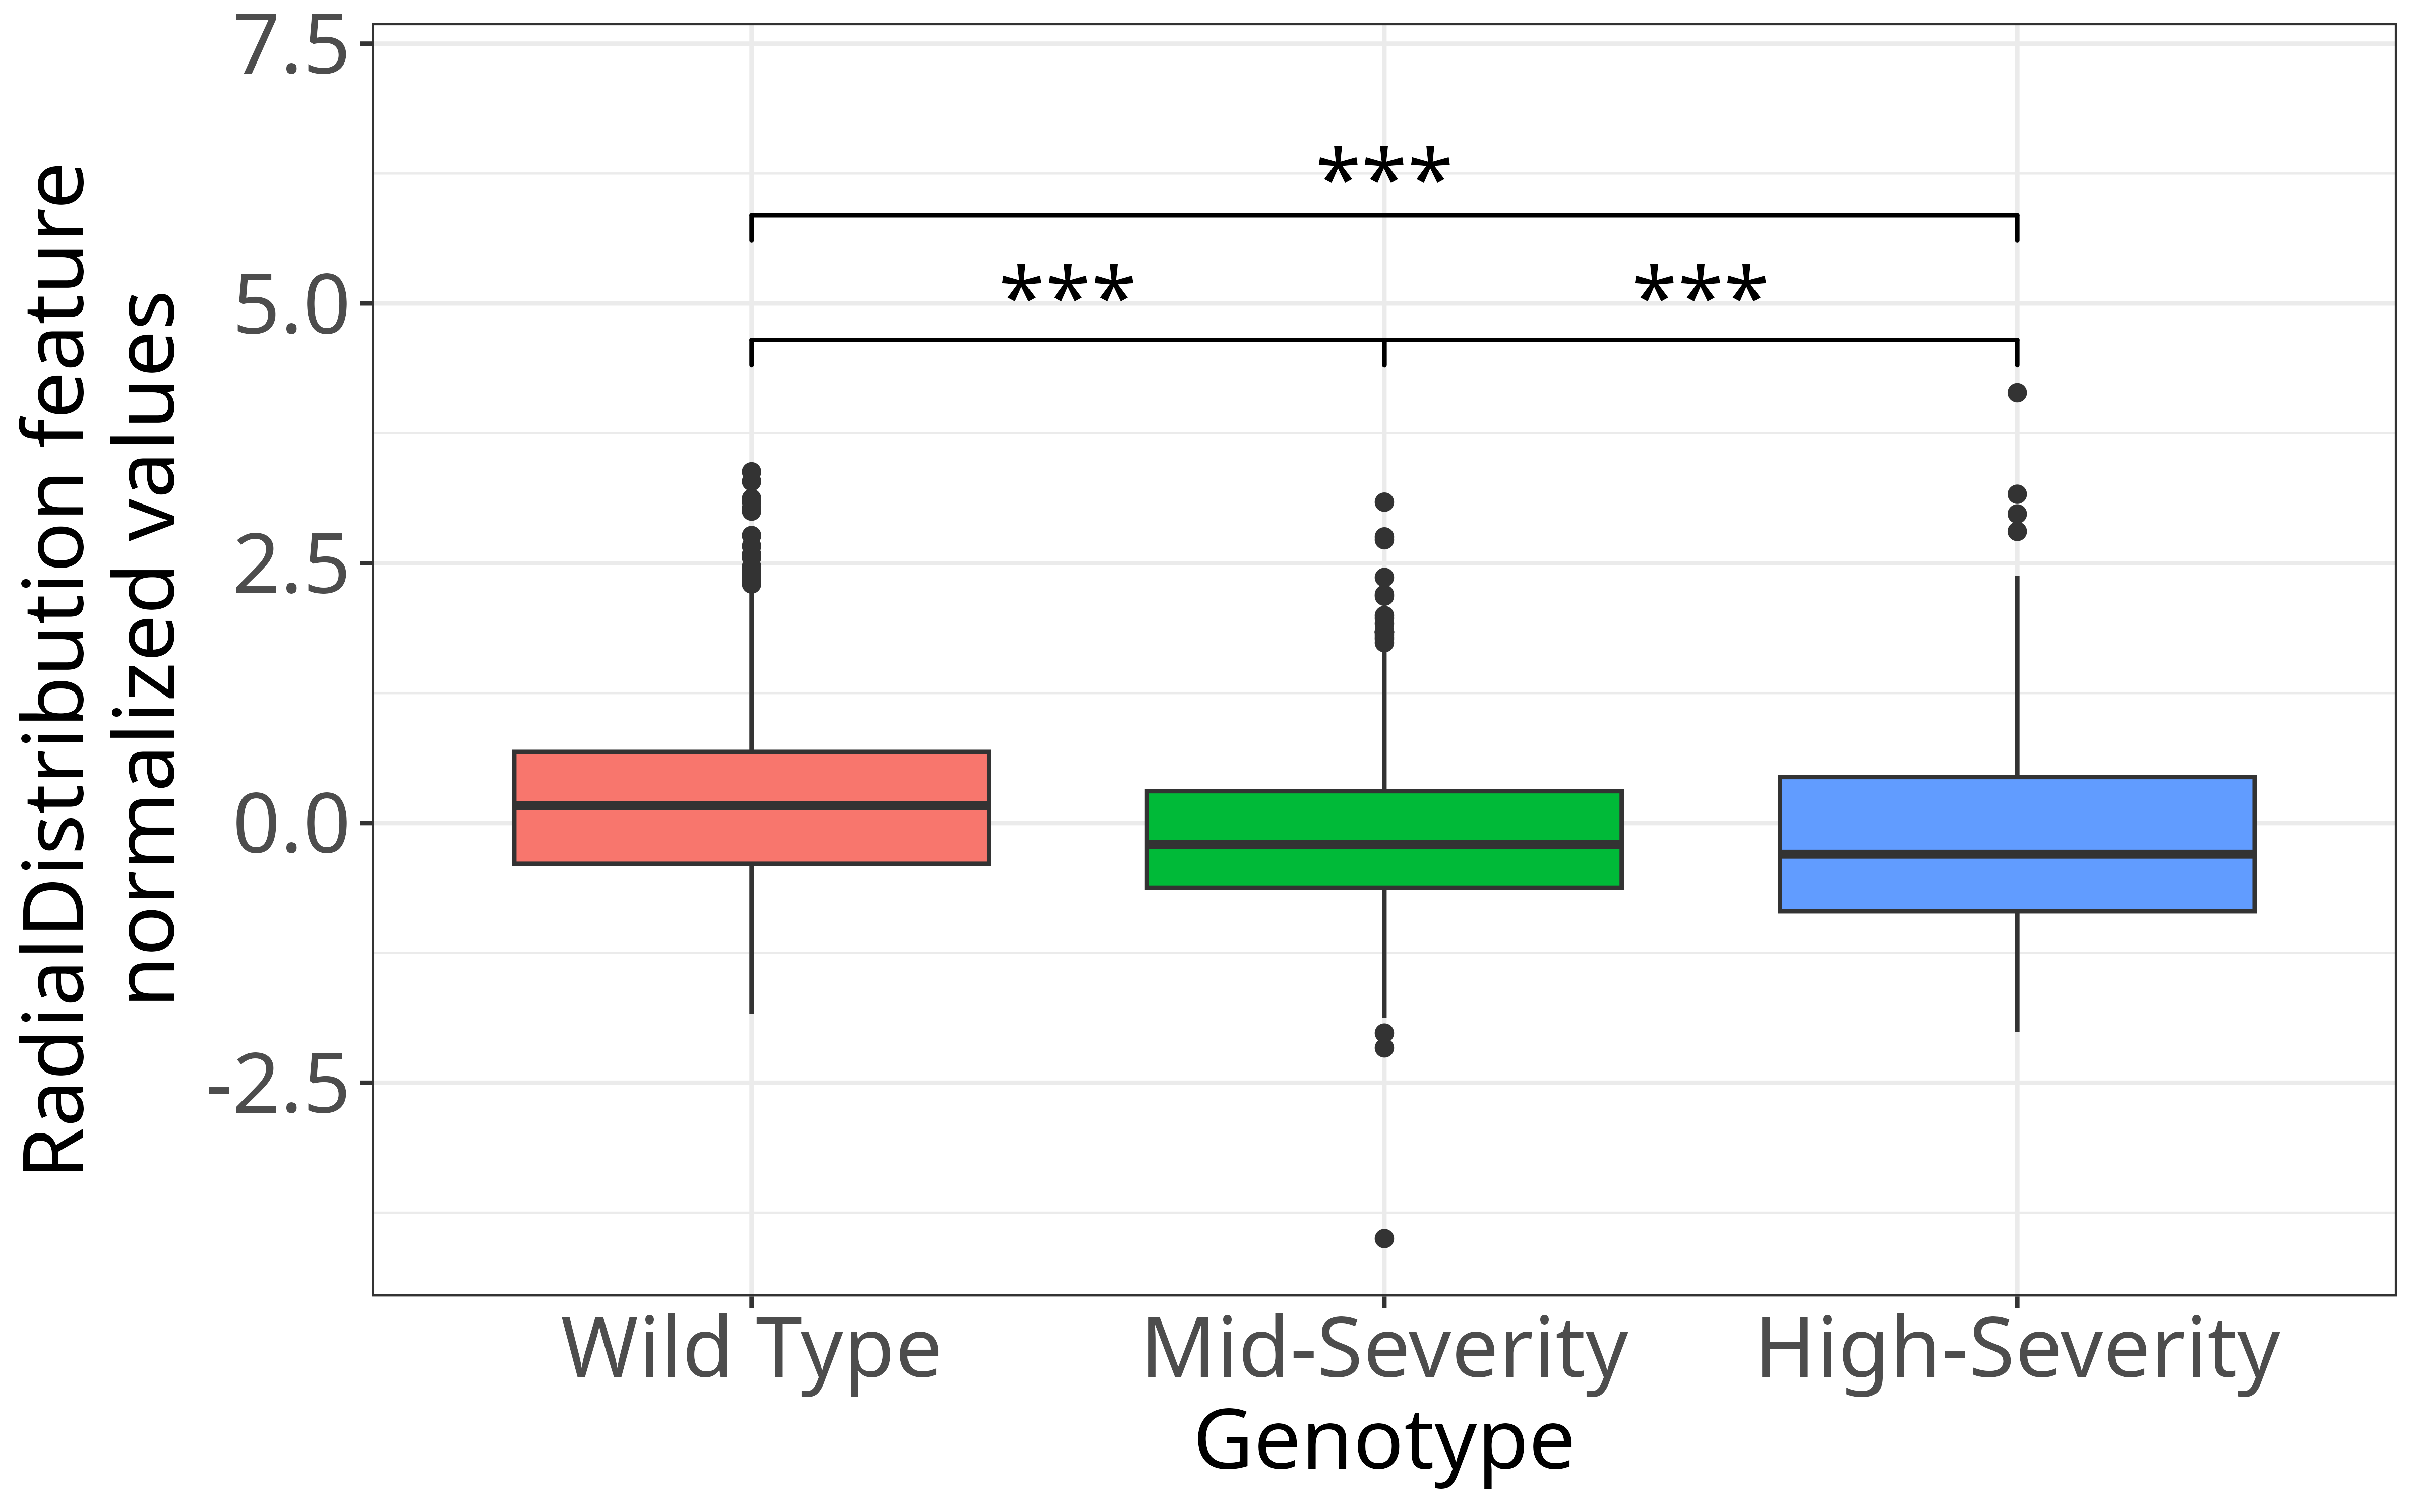 RadialDistribution feature
normalized values
7.5
5.0
2.5
0.0
-2.5
***
***
***
Wild Type
Mid-Severity
High-Severity
Genotype